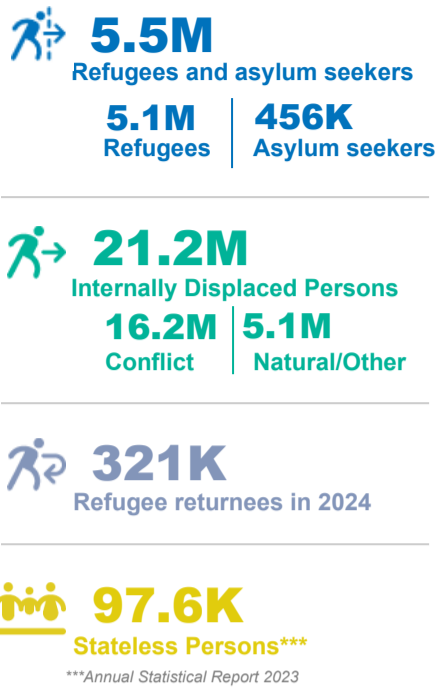 5.5M
Refugees and asylum seekers
5.1M
Refugees
456K
Asylum seekers
21.2M
Internally Displaced Persons
16.2M
Conflict
5.1M
Natural/Other
321K
Refugee returnees in 2024
97.6K
Stateless Persons***
***Annual Statistical Report 2023